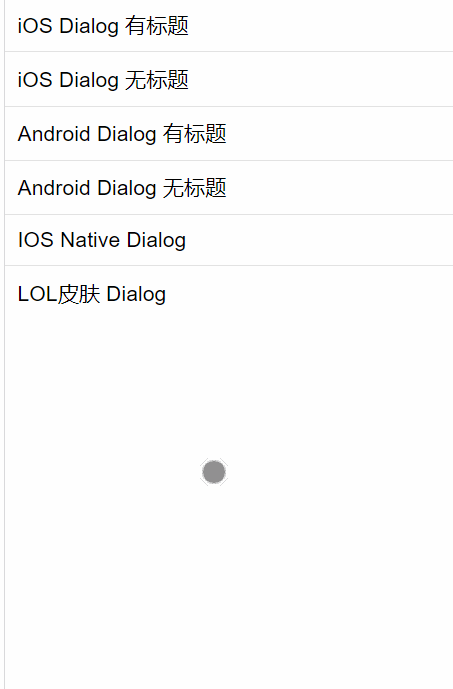 iOS Dialog 有标题
iOS Dialog 无标题
Android Dialog 有标题
Android Dialog 无标题
IOS Native Dialog
LOL皮肤 Dialog